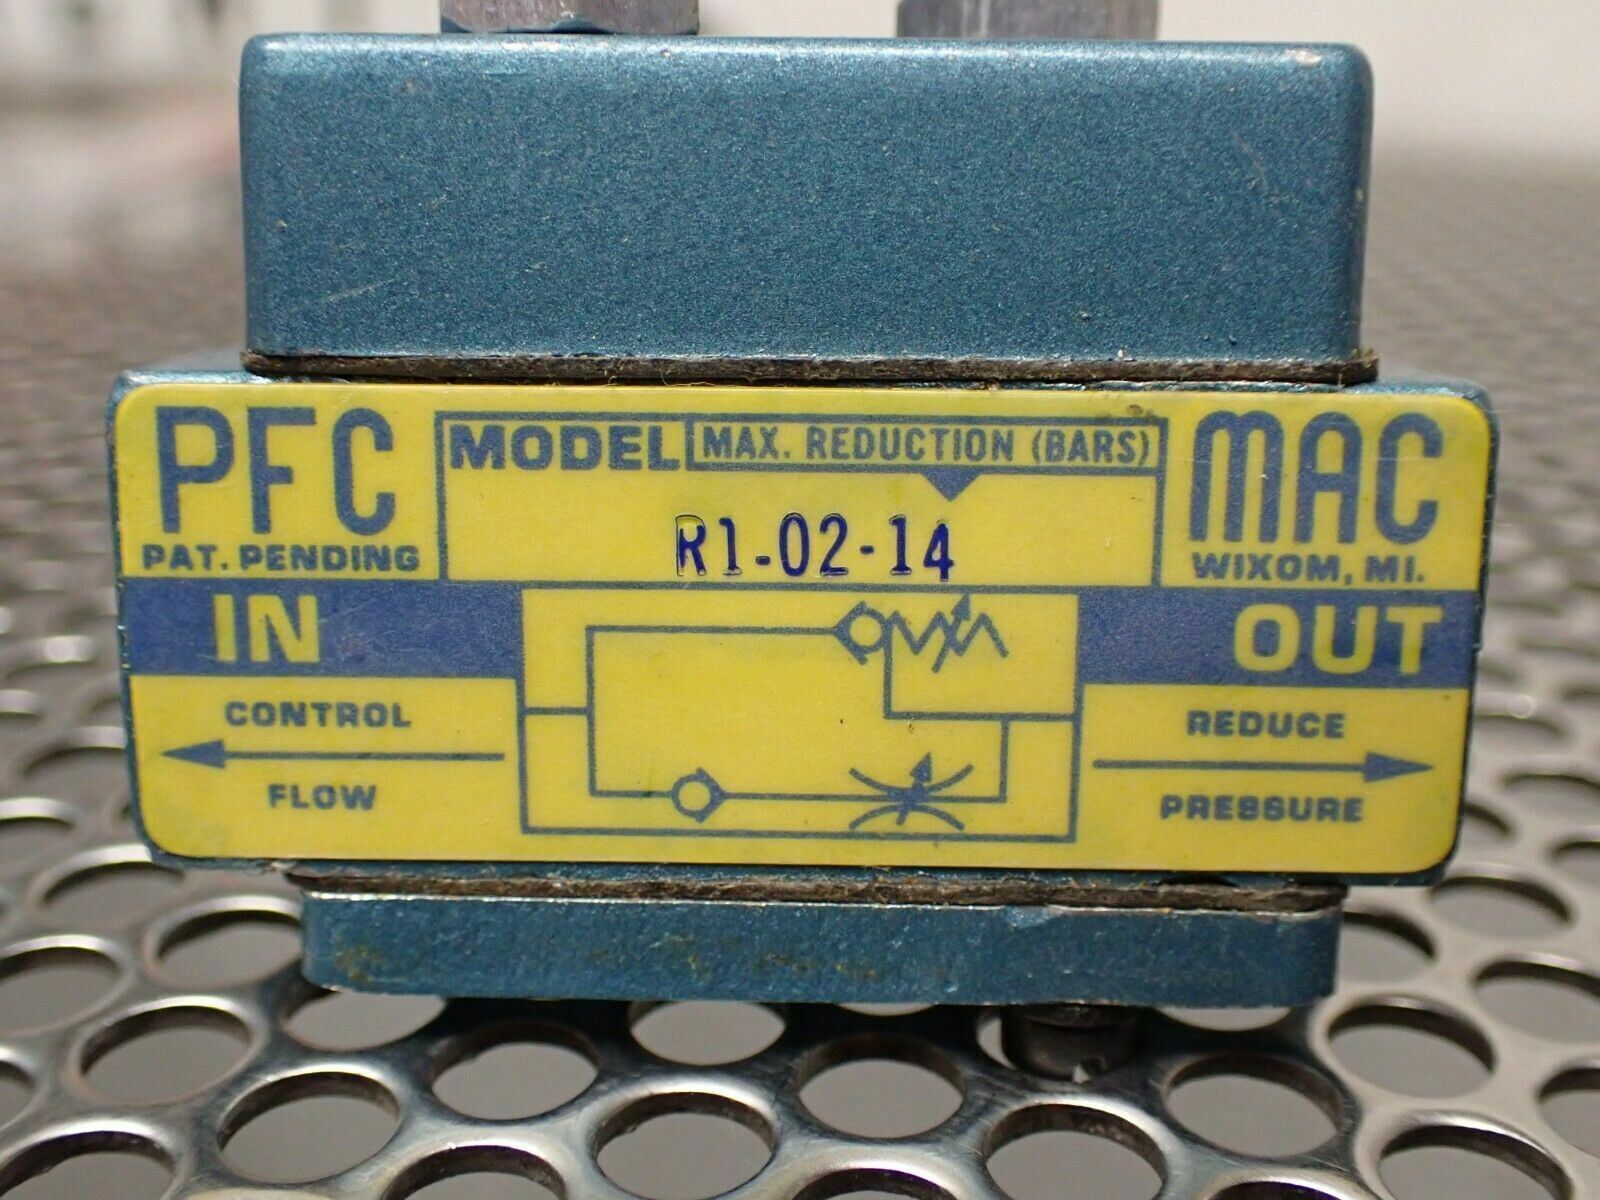 PFC
PAT. PENDING
MODEL
MAX. REDUCTION (BARS)
R1-02-14
MAC
WIXOM, MI.
IN
OUT
CONTROL
FLOW
REDUCE
PRESSURE